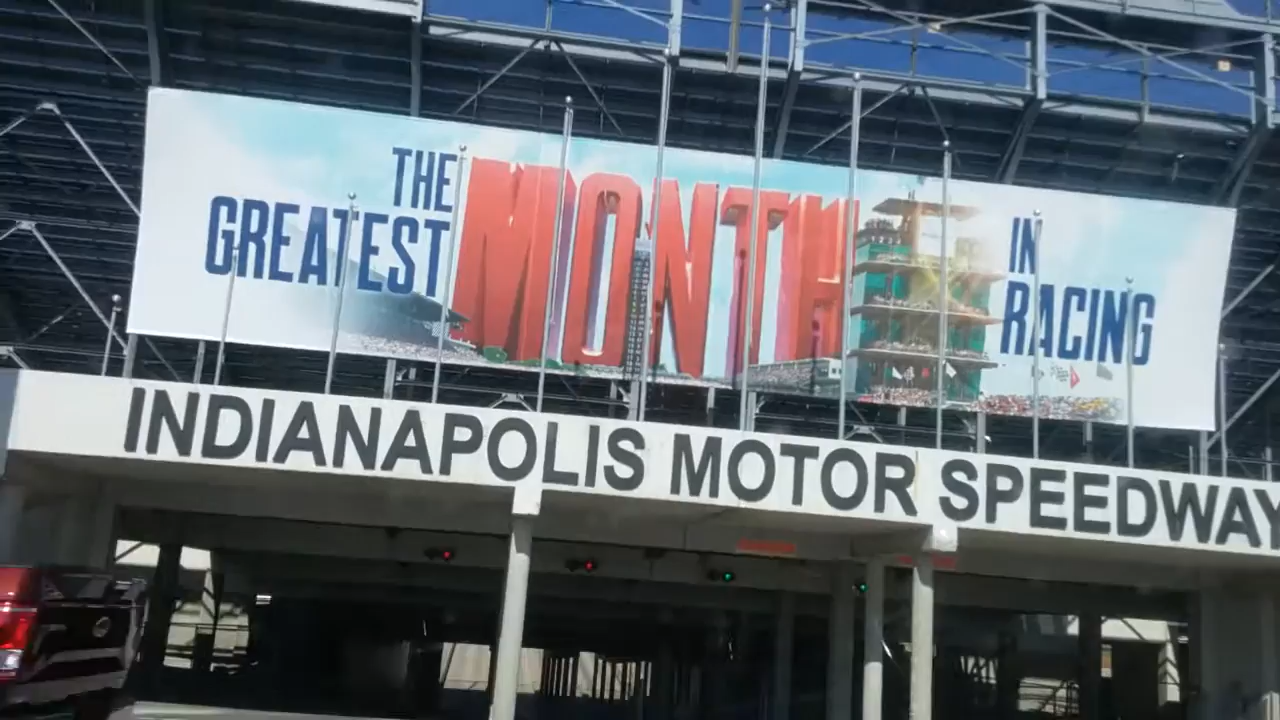 THE
GREATEST
MONTH
IN
RACING
INDIANAPOLIS MOTOR SPEEDWAY